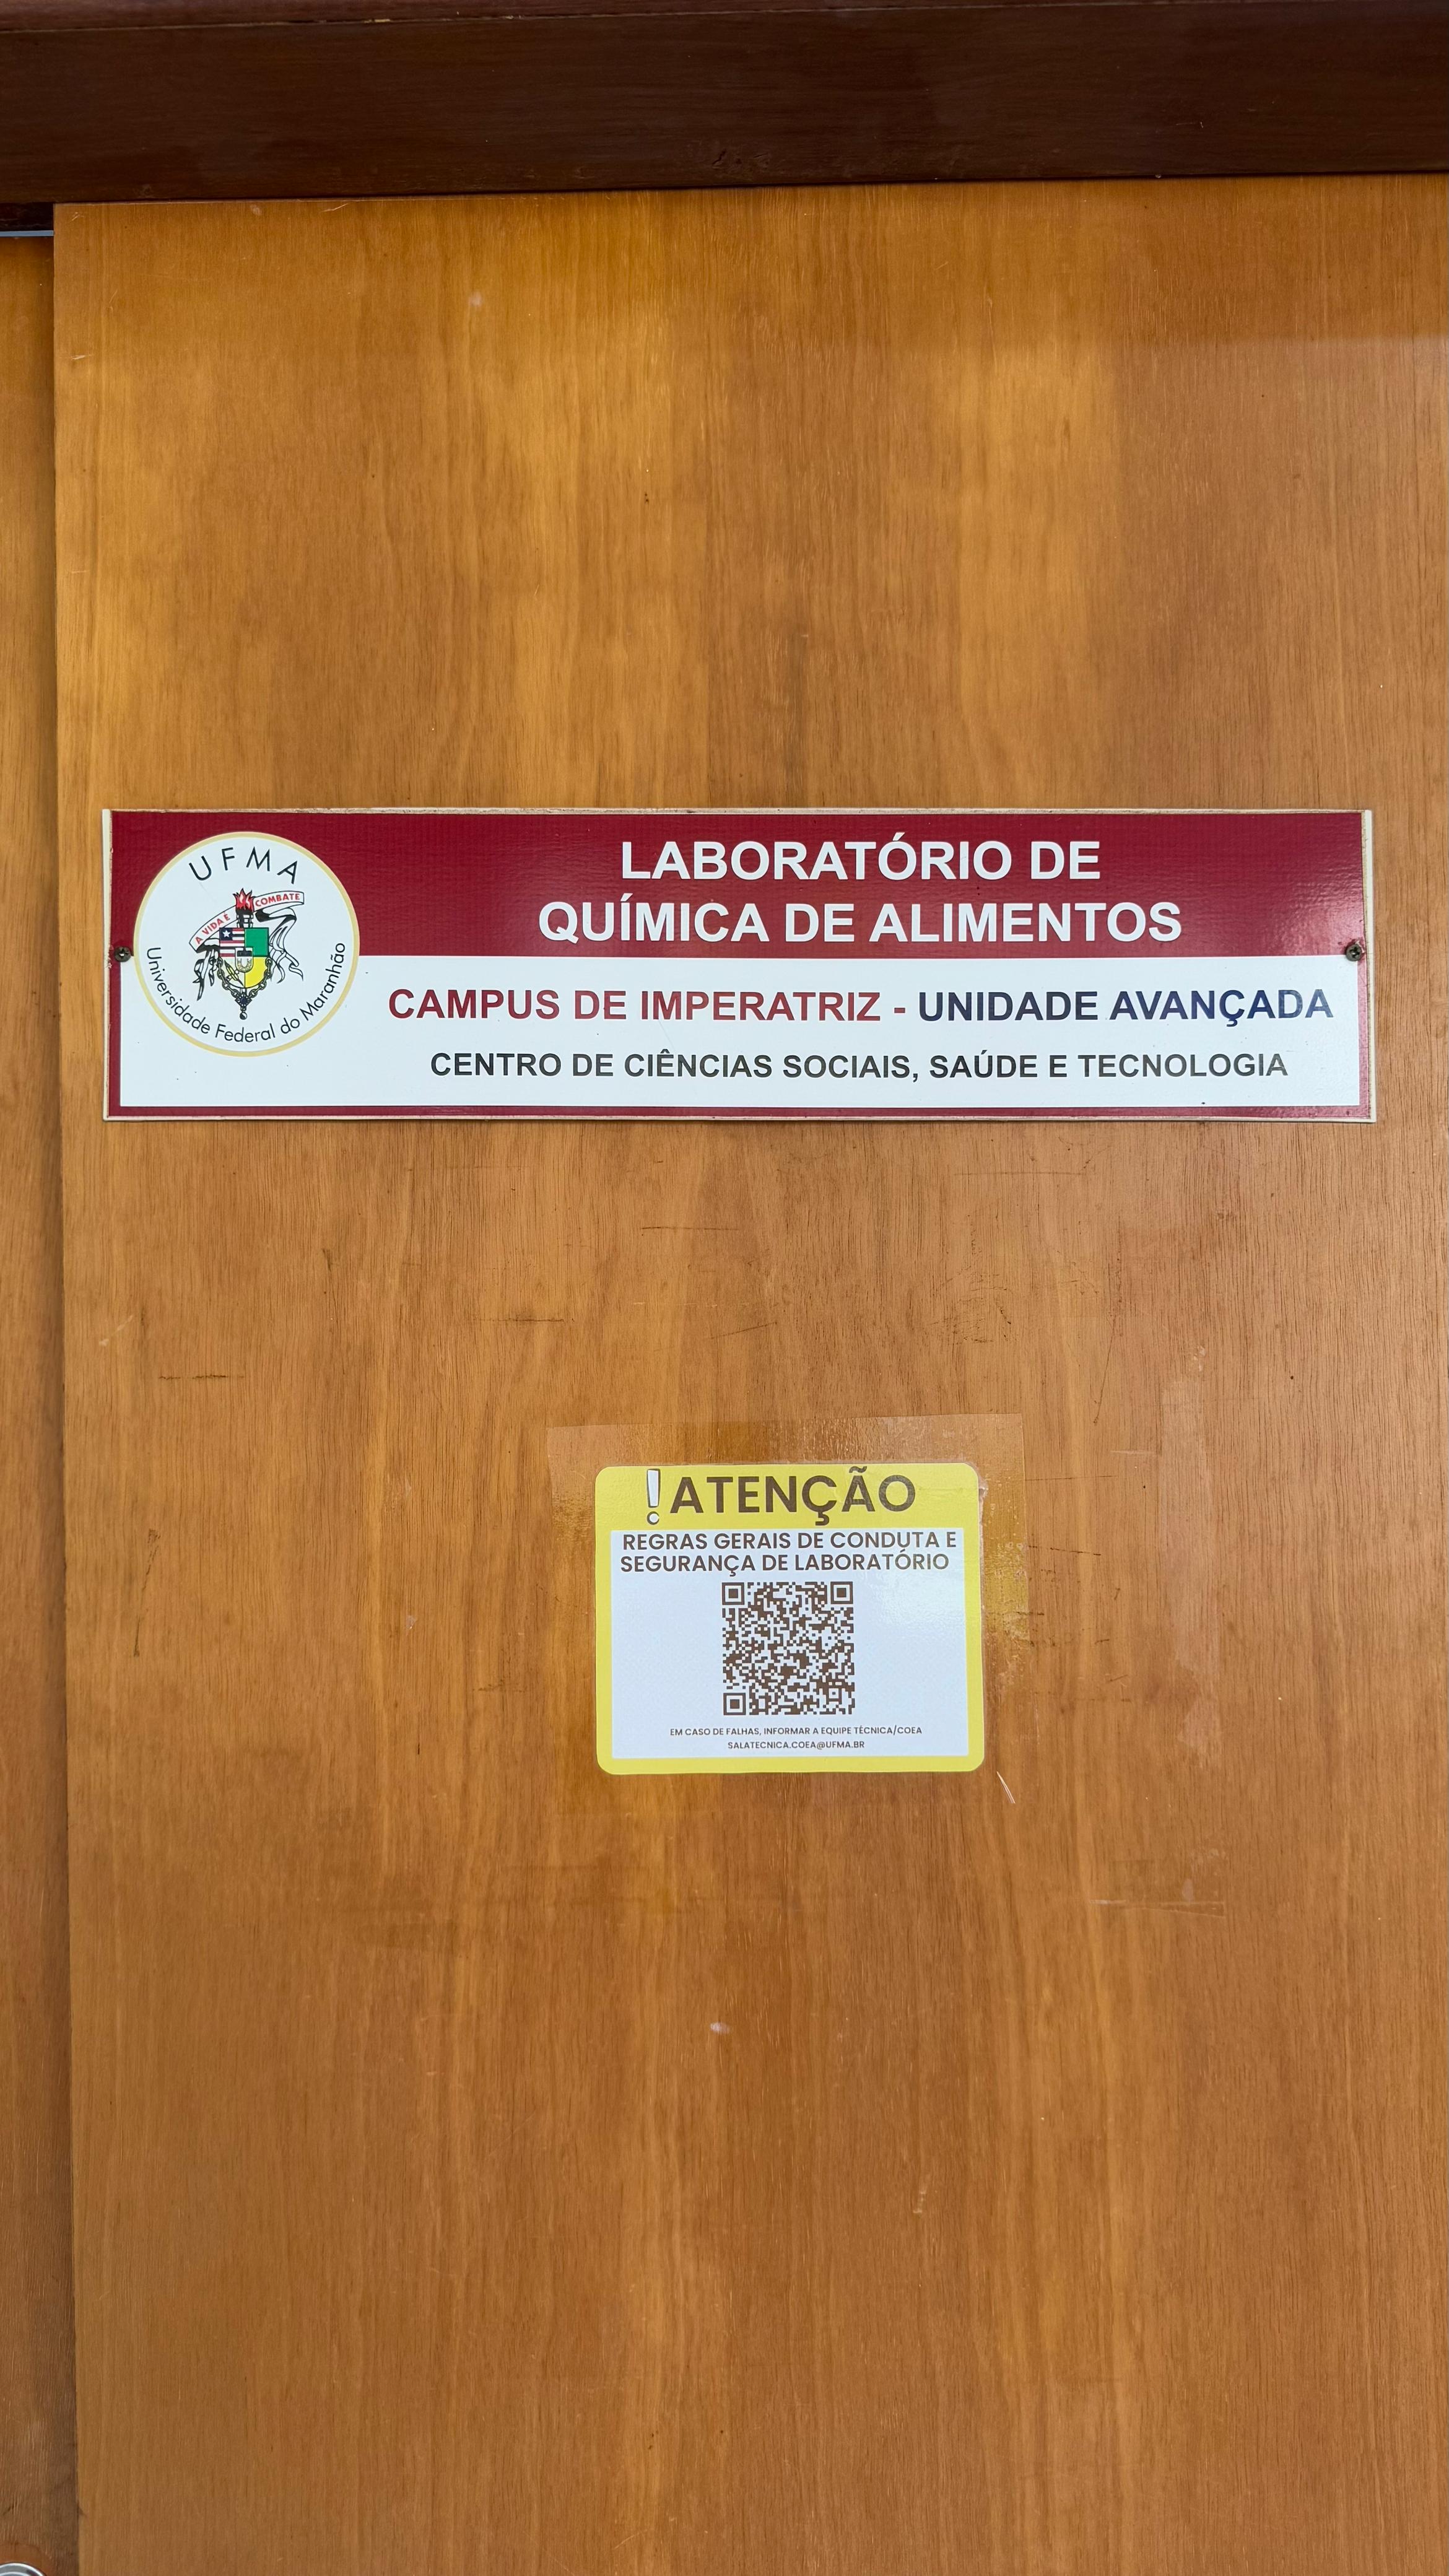 UFMA
A VIDA E COMBATE
Universidade Federal do Maranhão
LABORATÓRIO DE
QUÍMICA DE ALIMENTOS
CAMPUS DE IMPERATRIZ - UNIDADE AVANÇADA
CENTRO DE CIÊNCIAS SOCIAIS, SAÚDE E TECNOLOGIA
!ATENÇÃO
REGRAS GERAIS DE CONDUTA E
SEGURANÇA DE LABORATÓRIO
EM CASO DE FALHAS, INFORMAR A EQUIPE TÉCNICA/COEA
SALATECNICA.COEA@UFMA.BR